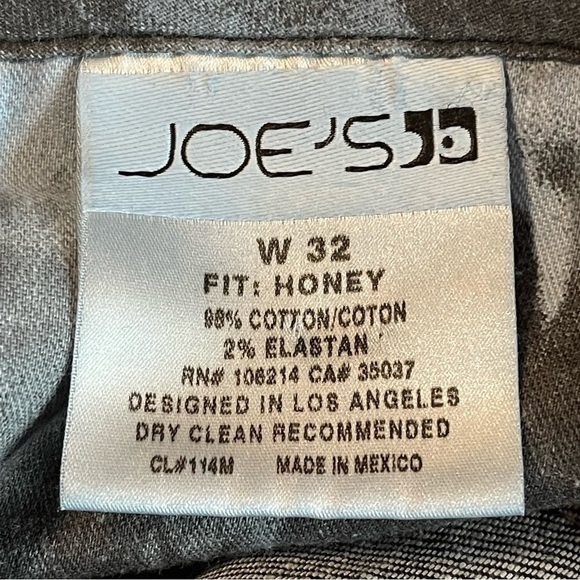 JOE'S
W 32
FIT: HONEY
98% COTTON/COTON
2% ELASTAN
RN# 106214 CA# 35037
DESIGNED IN LOS ANGELES
DRY CLEAN RECOMMENDED
CL#114M MADE IN MEXICO